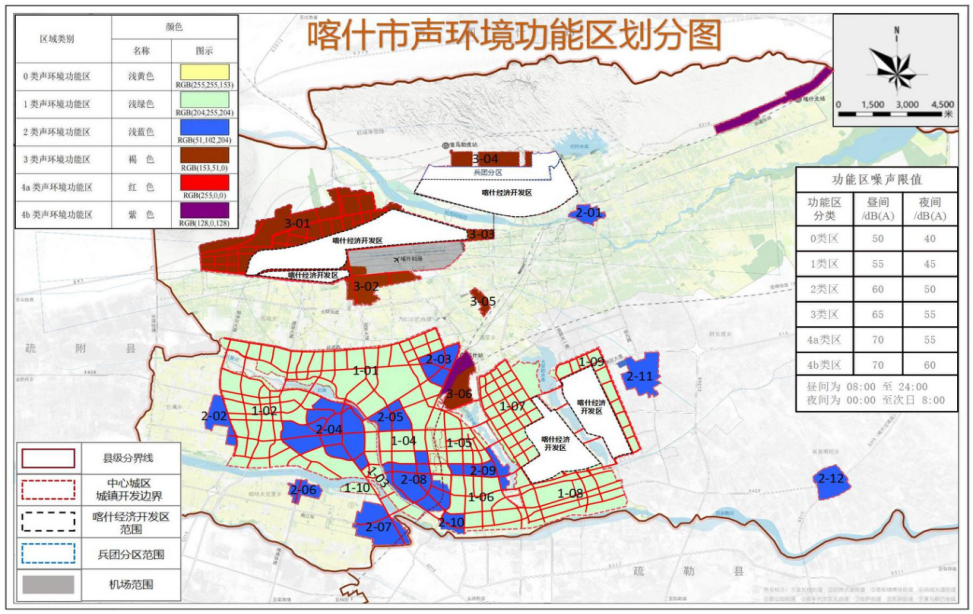 喀什市声环境功能区划分图
区域类别
颜色
名称
图示
0 类声环境功能区
浅黄色
RGB(255,255,153)
1 类声环境功能区
浅绿色
RGB(204,255,204)
2 类声环境功能区
浅蓝色
RGB(51,102,204)
3 类声环境功能区
褐 色
RGB(153,51,0)
4a 类声环境功能区
红 色
RGB(255,0,0)
4b 类声环境功能区
紫 色
RGB(128,0,128)
N
0 1,500 3,000 4,500
米
功能区噪声限值
功能区分类
昼间/dB(A)
夜间/dB(A)
0类区 50 40
1类区 55 45
2类区 60 50
3类区 65 55
4a类区 70 55
4b类区 70 60
昼间为 08:00 至 24:00
夜间为 00:00 至次日 8:00
3-04
兵团分区
喀什经济开发区
2-01
3-01
3-03
喀什经济开发区
喀什机场
喀什经济开发区
3-02
3-05
疏 附 县
2-03
1-01
1-09
2-11
3-06
喀什经济
开发区
1-07
2-02
1-02
2-05
2-04
1-04
1-05
喀什经济
开发区
2-09
1-03
2-08
2-12
2-06
1-10
1-06
1-08
2-07
2-10
疏 勒 县
县级分界线
中心城区
城镇开发边界
喀什经济开发区
范围
兵团分区范围
机场范围